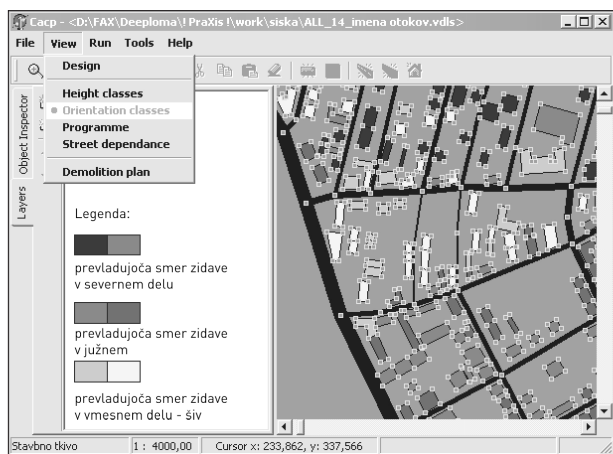 Cacp - <D:\FAX\Deeploma\! PraXis !\work\siska\ALL_14_imena otokov.vdls>
File View Run Tools Help
Design
Height classes
Orientation classes
Programme
Street dependance
Demolition plan
Object Inspector
Layers
Legenda:
prevladujoča smer zidave
v severnem delu
prevladujoča smer zidave
v južnem
prevladujoča smer zidave
v vmesnem delu - šiv
Stavbno tkivo
1 : 4000,00
Cursor x: 233,862, y: 337,566